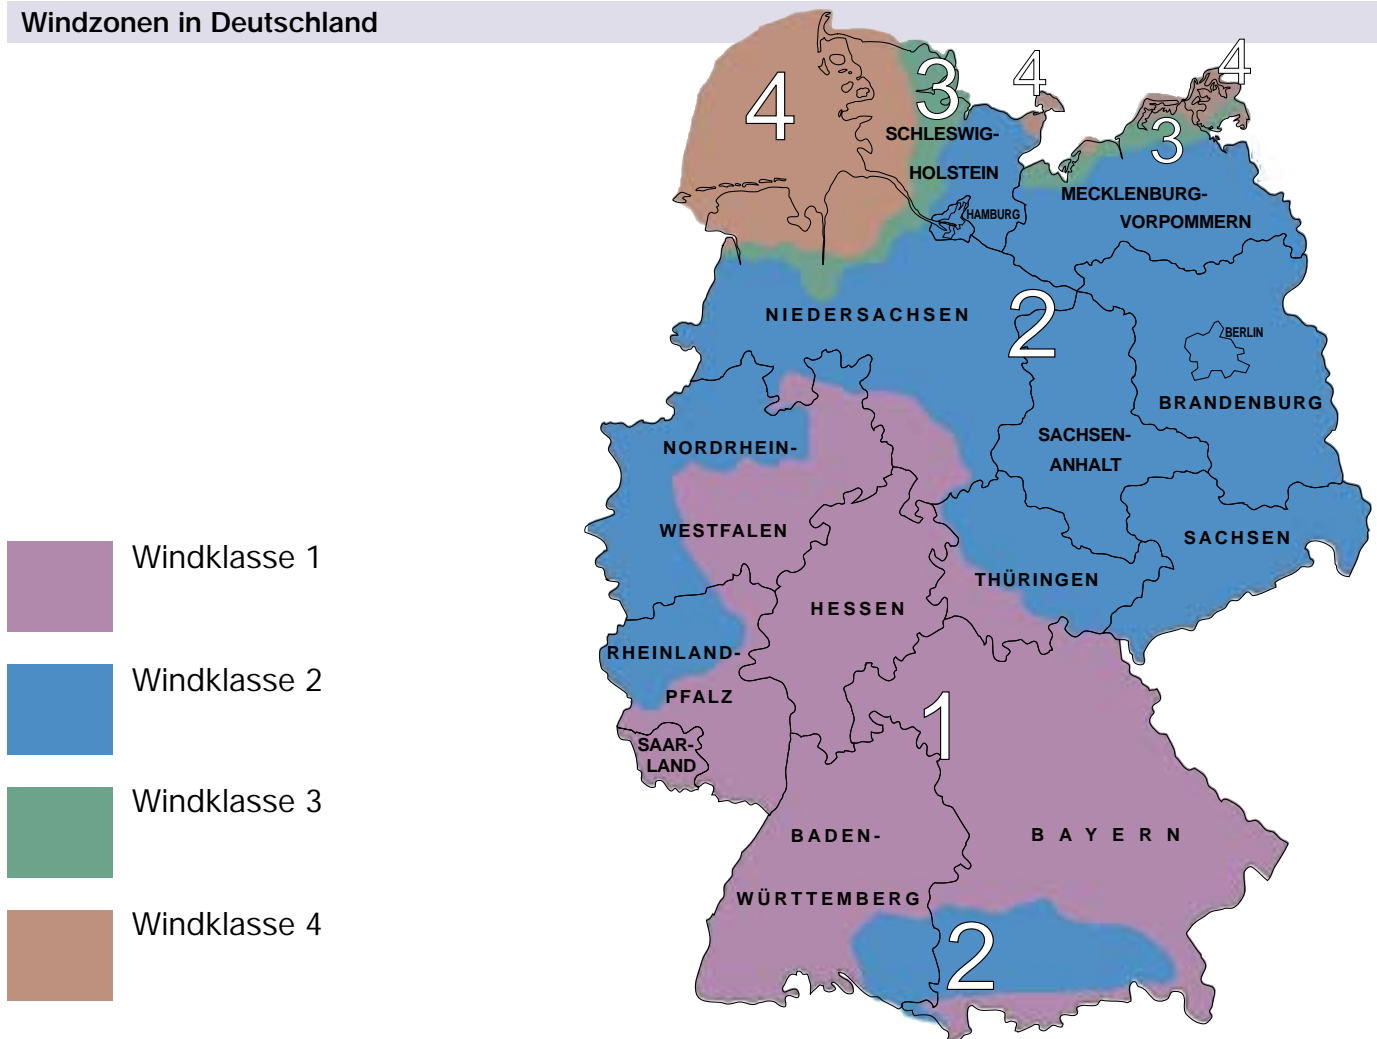 Windzonen in Deutschland
4
3
4
4
3
SCHLESWIG-
HOLSTEIN
HAMBURG
MECKLENBURG-
VORPOMMERN
NIEDERSACHSEN
2
BERLIN
BRANDENBURG
SACHSEN-
ANHALT
NORDRHEIN-
WESTFALEN
SACHSEN
THÜRINGEN
HESSEN
RHEINLAND-
PFALZ
SAAR-
LAND
1
BADEN-
WÜRTTEMBERG
BAYERN
2
Windklasse 1
Windklasse 2
Windklasse 3
Windklasse 4